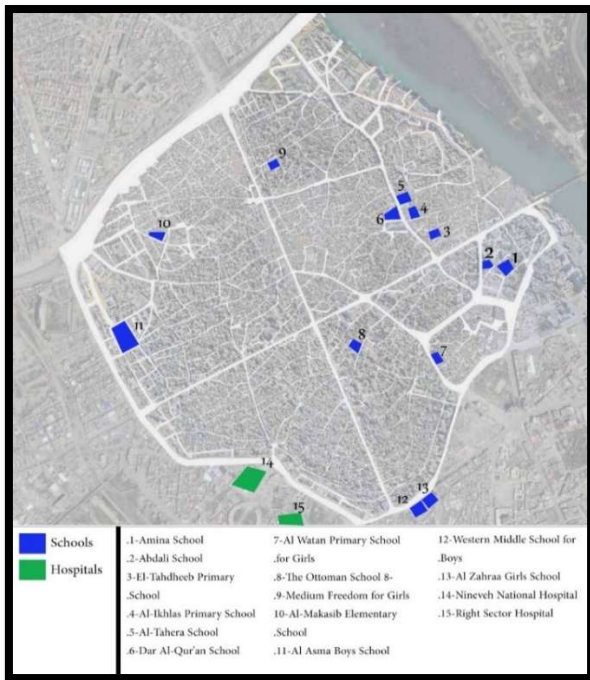 9
5
4
6
3
10
2
1
11
8
7
14
13
12
15
Schools
Hospitals
.1-Amina School
.2-Abdali School
3-El-Tahdheeb Primary
.School
.4-Al-Ikhlas Primary School
.5-Al-Tahera School
.6-Dar Al-Qur'an School
7-Al Watan Primary School
.for Girls
.8-The Ottoman School 8-
.9-Medium Freedom for Girls
10-Al-Makasib Elementary
.School
.11-Al Asma Boys School
12-Western Middle School for
.Boys
.13-Al Zahraa Girls School
.14-Nineveh National Hospital
.15-Right Sector Hospital